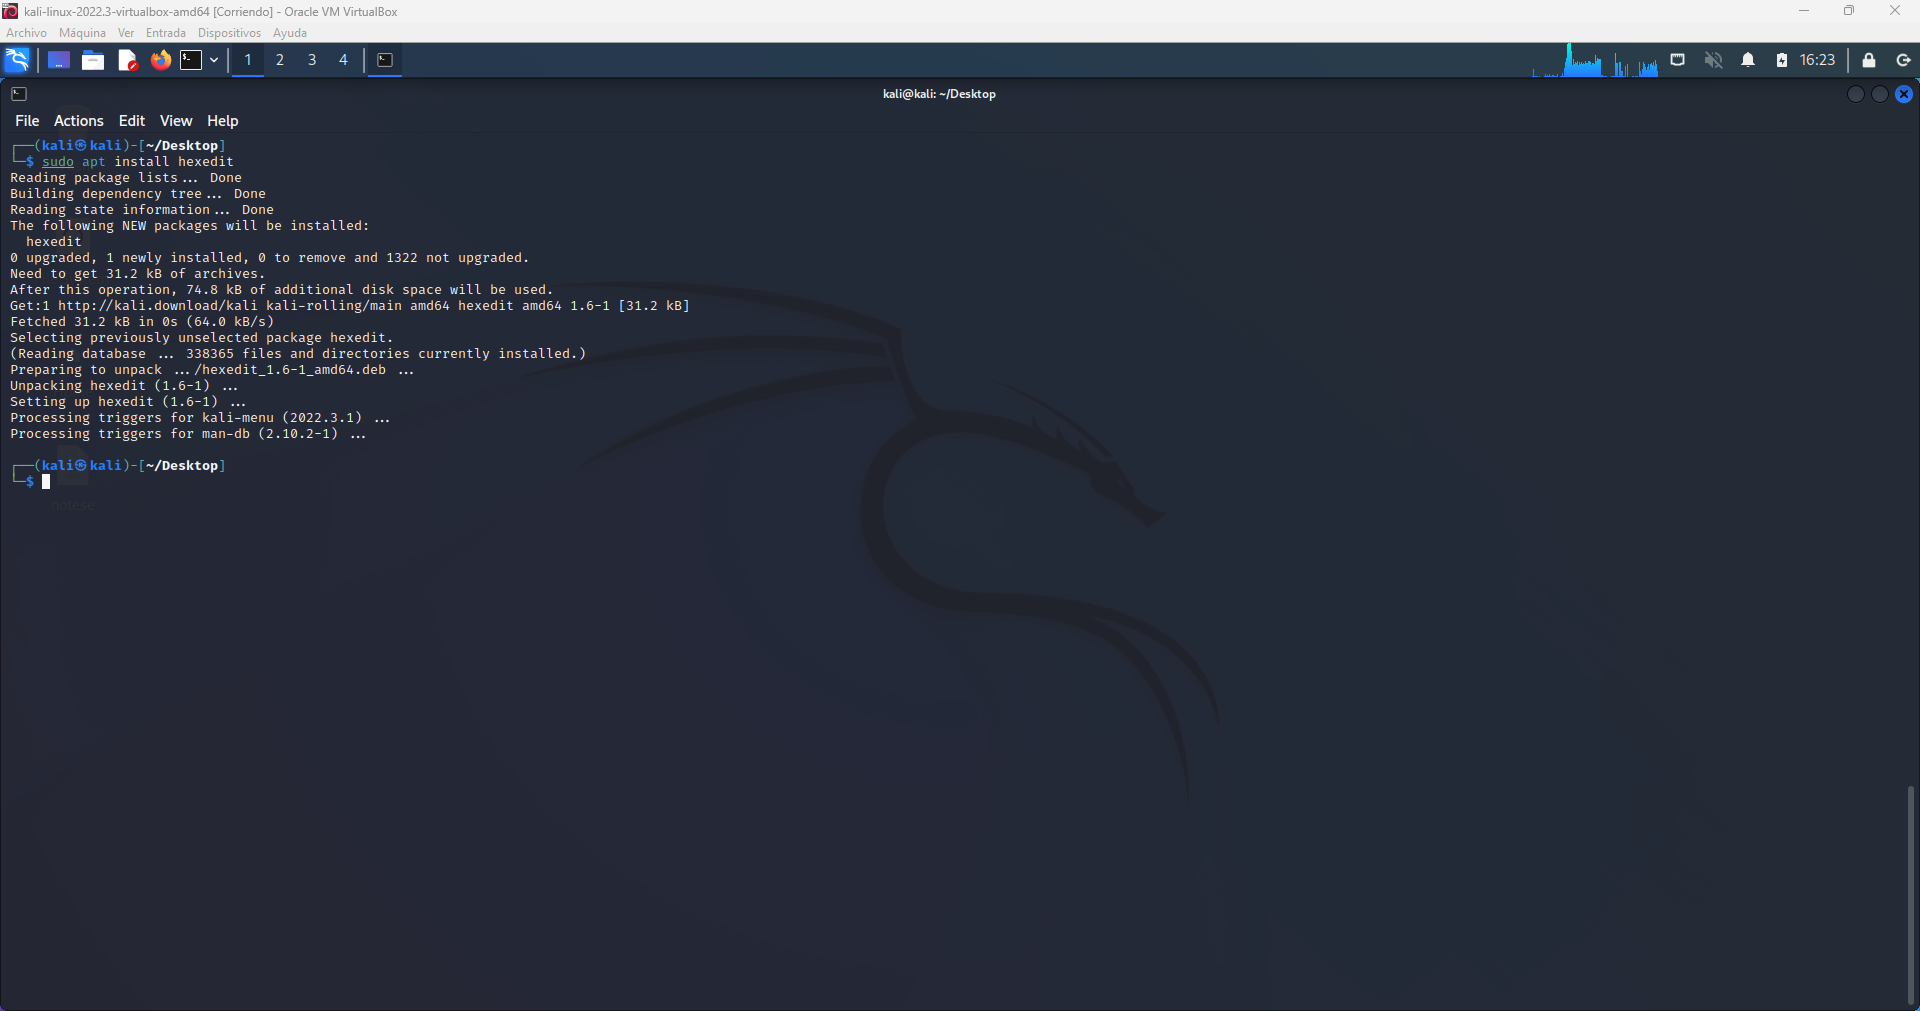 kali-linux-2022.3-virtualbox-amd64 [Corriendo] - Oracle VM VirtualBox
Archivo Máquina Ver Entrada Dispositivos Ayuda
1 2 3 4 16:23
kali@kali: ~/Desktop
File Actions Edit View Help
┌──(kali㉿kali)-[~/Desktop]
└─$ sudo apt install hexedit
Reading package lists... Done
Building dependency tree... Done
Reading state information... Done
The following NEW packages will be installed:
hexedit
0 upgraded, 1 newly installed, 0 to remove and 1322 not upgraded.
Need to get 31.2 kB of archives.
After this operation, 74.8 kB of additional disk space will be used.
Get:1 http://kali.download/kali kali-rolling/main amd64 hexedit amd64 1.6-1 [31.2 kB]
Fetched 31.2 kB in 0s (64.0 kB/s)
Selecting previously unselected package hexedit.
(Reading database ... 338365 files and directories currently installed.)
Preparing to unpack .../hexedit_1.6-1_amd64.deb ...
Unpacking hexedit (1.6-1) ...
Setting up hexedit (1.6-1) ...
Processing triggers for kali-menu (2022.3.1) ...
Processing triggers for man-db (2.10.2-1) ...
┌──(kali㉿kali)-[~/Desktop]
└─$
notese